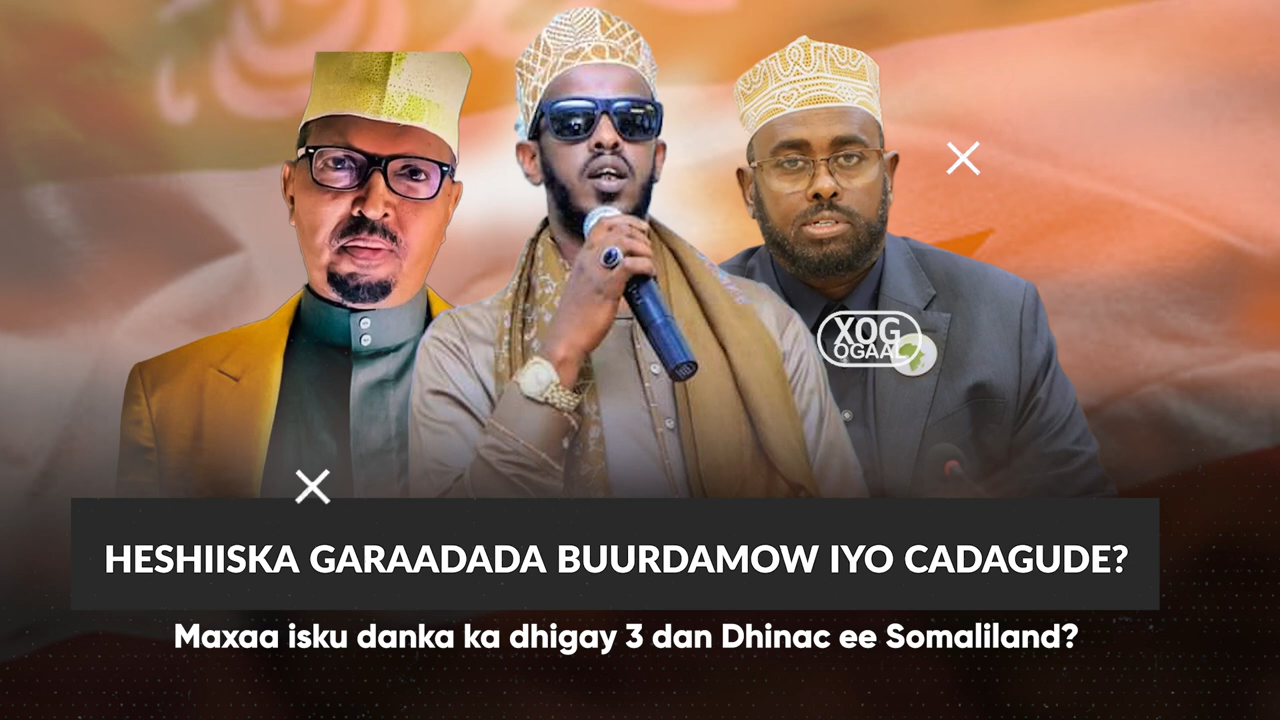 XOG
OGAAL
HESHIISKA GARAADADA BUURDAMOW IYO CADAGUDE?
Maxaa isku danka ka dhigay 3 dan Dhinac ee Somaliland?